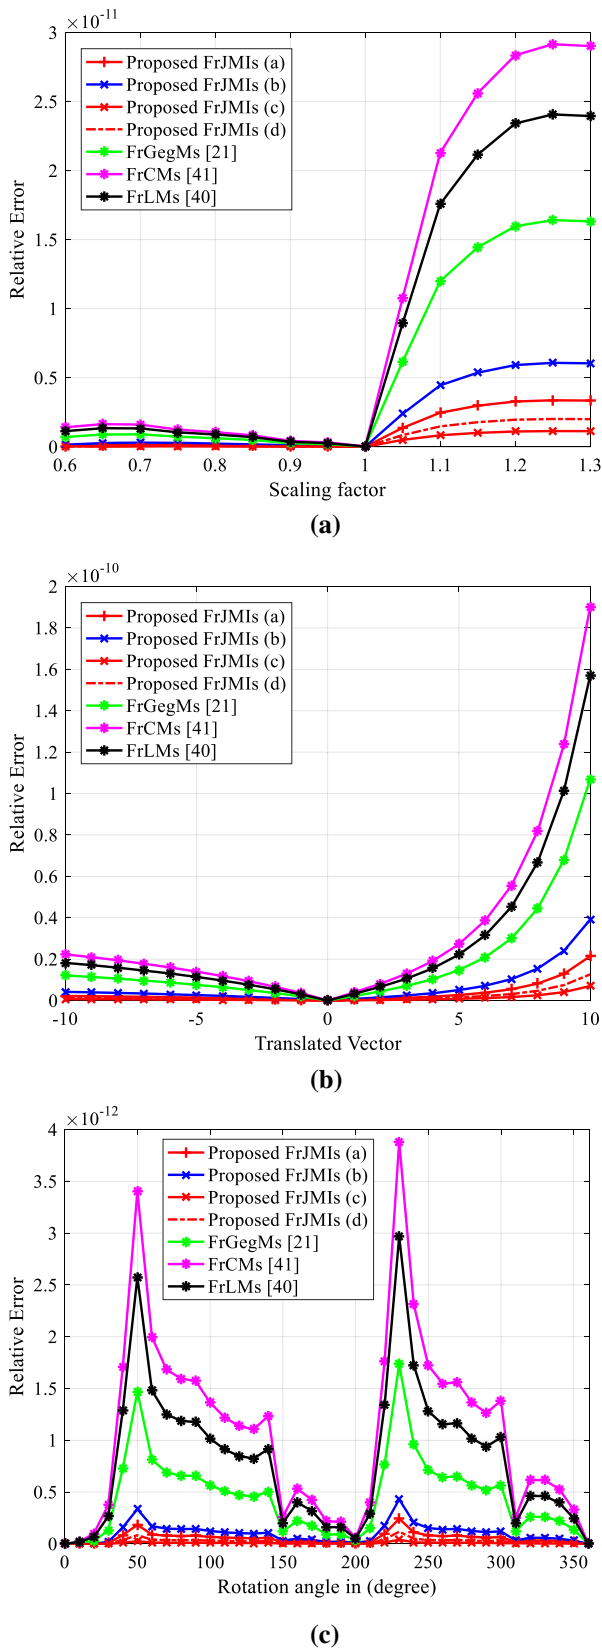 ×10-11
3
2.5
2
1.5
1
0.5
0
Relative Error
Proposed FrJMIs (a)
Proposed FrJMIs (b)
Proposed FrJMIs (c)
Proposed FrJMIs (d)
FrGegMs [21]
FrCMs [41]
FrLMs [40]
0.6 0.7 0.8 0.9 1 1.1 1.2 1.3
Scaling factor
(a)
×10-10
2
1.8
1.6
1.4
1.2
1
0.8
0.6
0.4
0.2
0
Relative Error
Proposed FrJMIs (a)
Proposed FrJMIs (b)
Proposed FrJMIs (c)
Proposed FrJMIs (d)
FrGegMs [21]
FrCMs [41]
FrLMs [40]
-10 -5 0 5 10
Translated Vector
(b)
×10-12
4
3.5
3
2.5
2
1.5
1
0.5
0
Relative Error
Proposed FrJMIs (a)
Proposed FrJMIs (b)
Proposed FrJMIs (c)
Proposed FrJMIs (d)
FrGegMs [21]
FrCMs [41]
FrLMs [40]
0 50 100 150 200 250 300 350
Rotation angle in (degree)
(c)